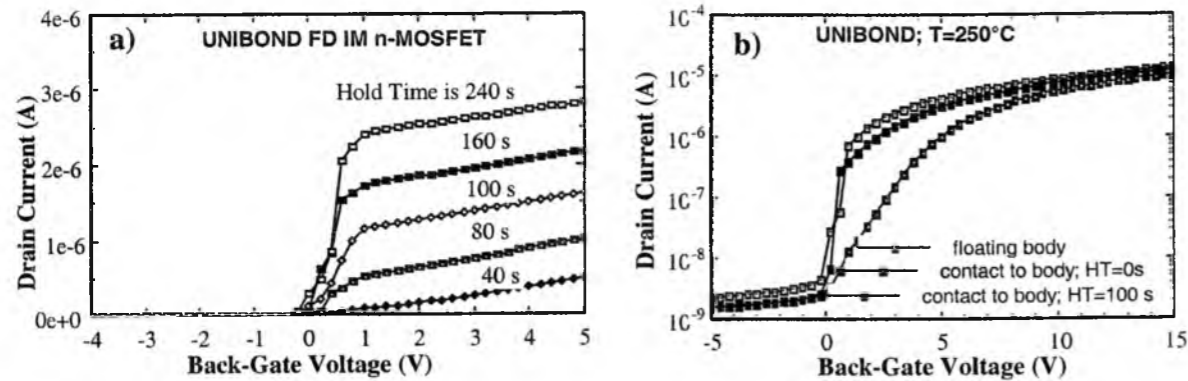 a)
UNIBOND FD IM n-MOSFET
Hold Time is 240 s
160 s
100 s
80 s
40 s
4e-6
3e-6
2e-6
1e-6
0e+0
-4 -3 -2 -1 0 1 2 3 4 5
Drain Current (A)
Back-Gate Voltage (V)
b)
UNIBOND; T=250°C
10⁻⁴
10⁻⁵
10⁻⁶
10⁻⁷
10⁻⁸
10⁻⁹
floating body
contact to body; HT=0s
contact to body; HT=100 s
-5 0 5 10 15
Drain Current (A)
Back-Gate Voltage (V)